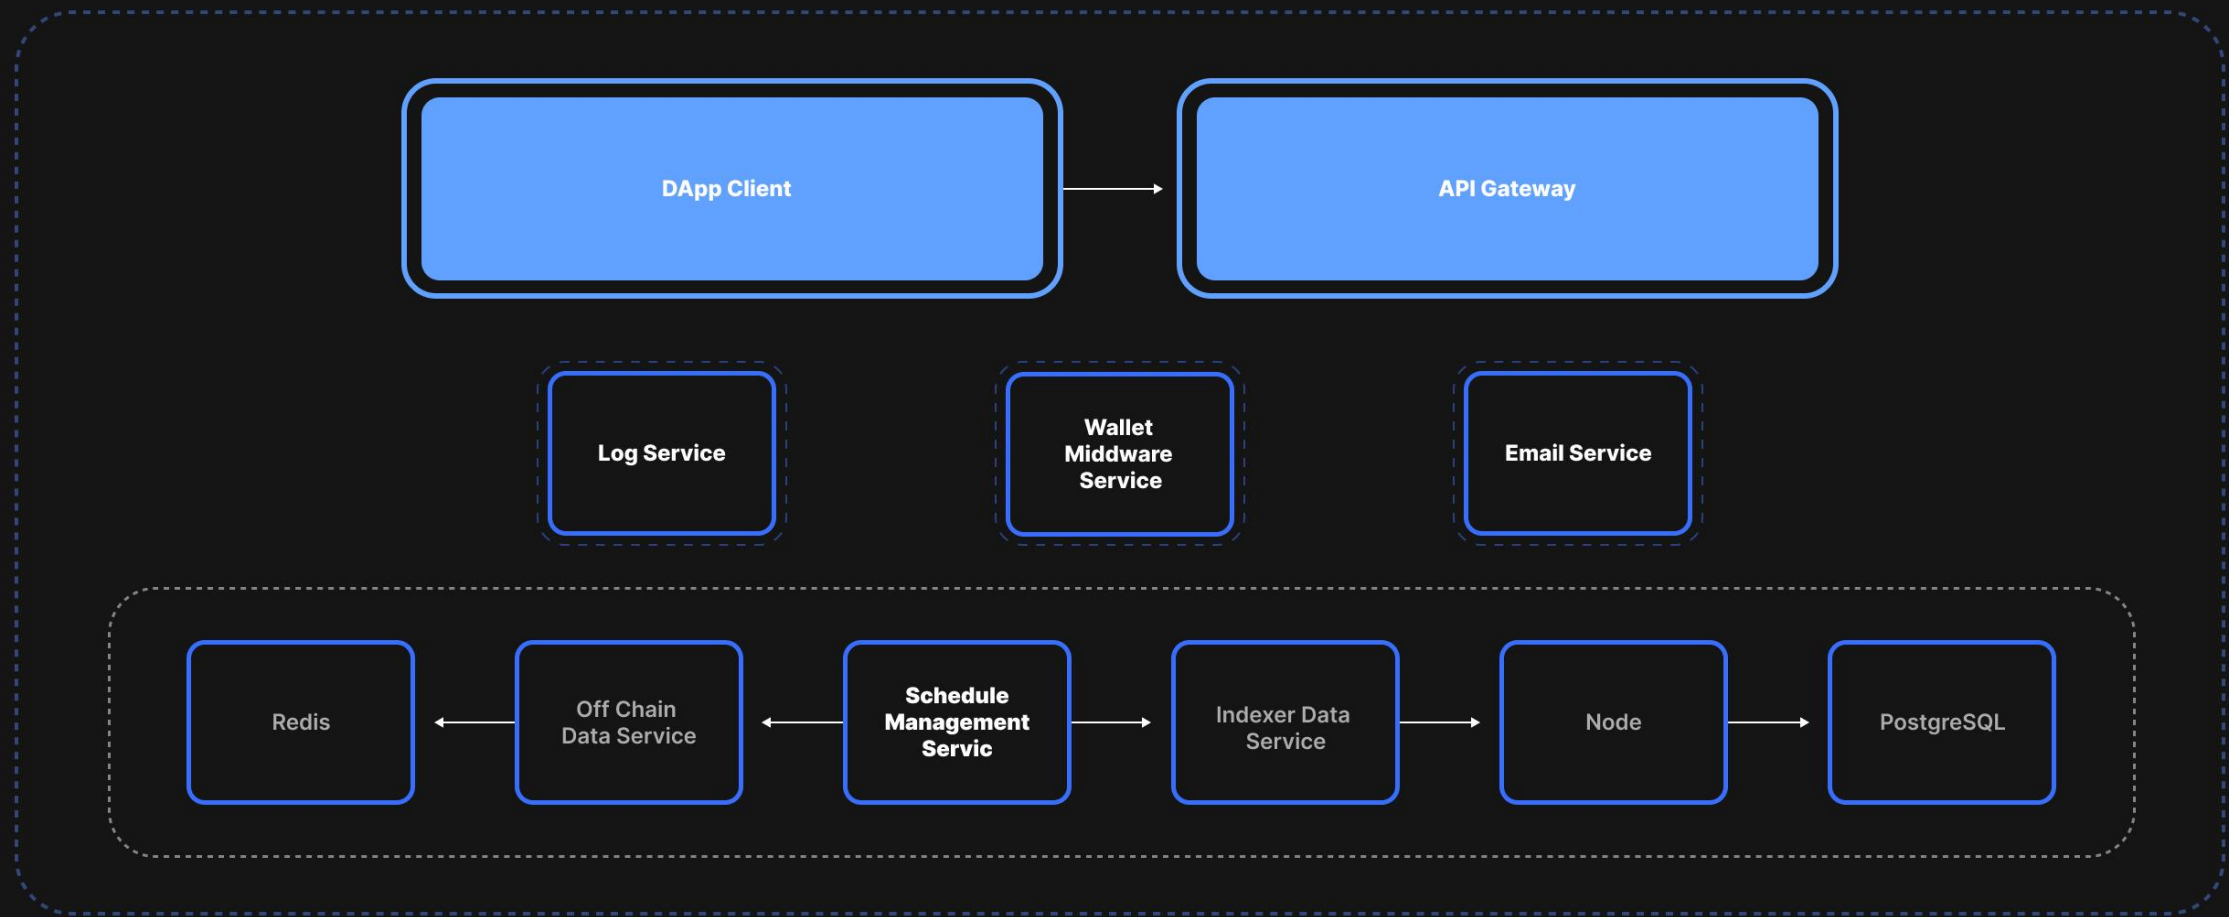 DApp Client
API Gateway
Log Service
Wallet
Middware
Service
Email Service
Redis
Off Chain
Data Service
Schedule
Management
Servic
Indexer Data
Service
Node
PostgreSQL